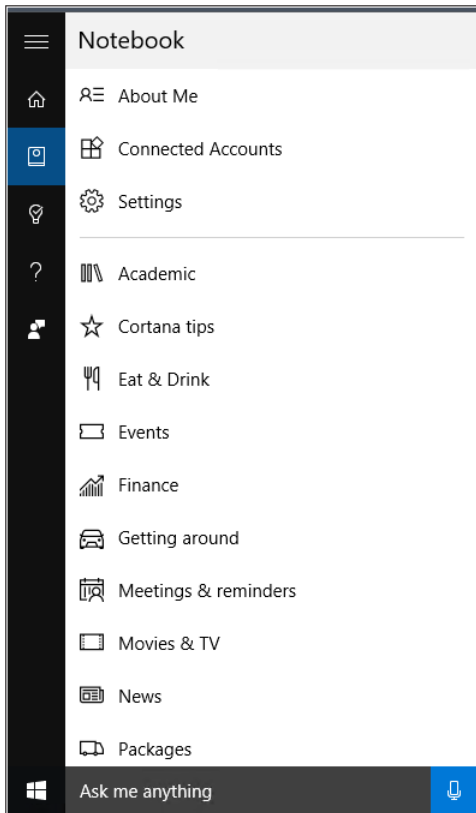 Notebook
About Me
Connected Accounts
Settings
Academic
Cortana tips
Eat & Drink
Events
Finance
Getting around
Meetings & reminders
Movies & TV
News
Packages
Ask me anything